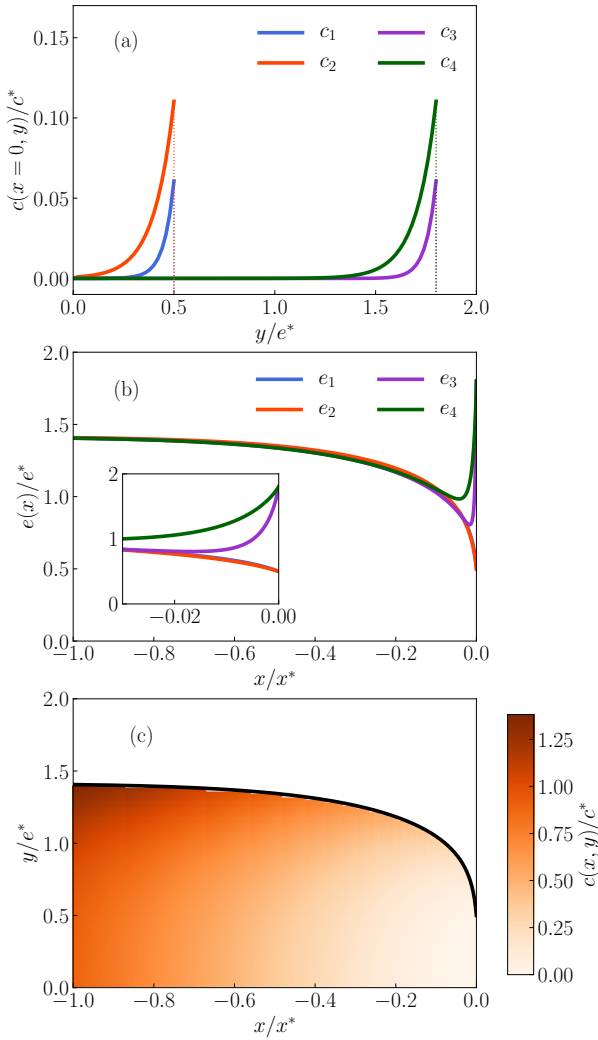 (a)
c₁
c₃
c₂
c₄
c(x = 0, y)/c*
0.15
0.10
0.05
0.00
0.0 0.5 1.0 1.5 2.0
y/e*
(b)
e₁
e₃
e₂
e₄
e(x)/e*
2.0
1.5
1.0
0.5
0.0
2
1
0
−0.02 0.00
−1.0 −0.8 −0.6 −0.4 −0.2 0.0
x/x*
(c)
y/e*
2.0
1.5
1.0
0.5
0.0
−1.0 −0.8 −0.6 −0.4 −0.2 0.0
x/x*
1.25
1.00
0.75
0.50
0.25
0.00
c(x, y)/c*